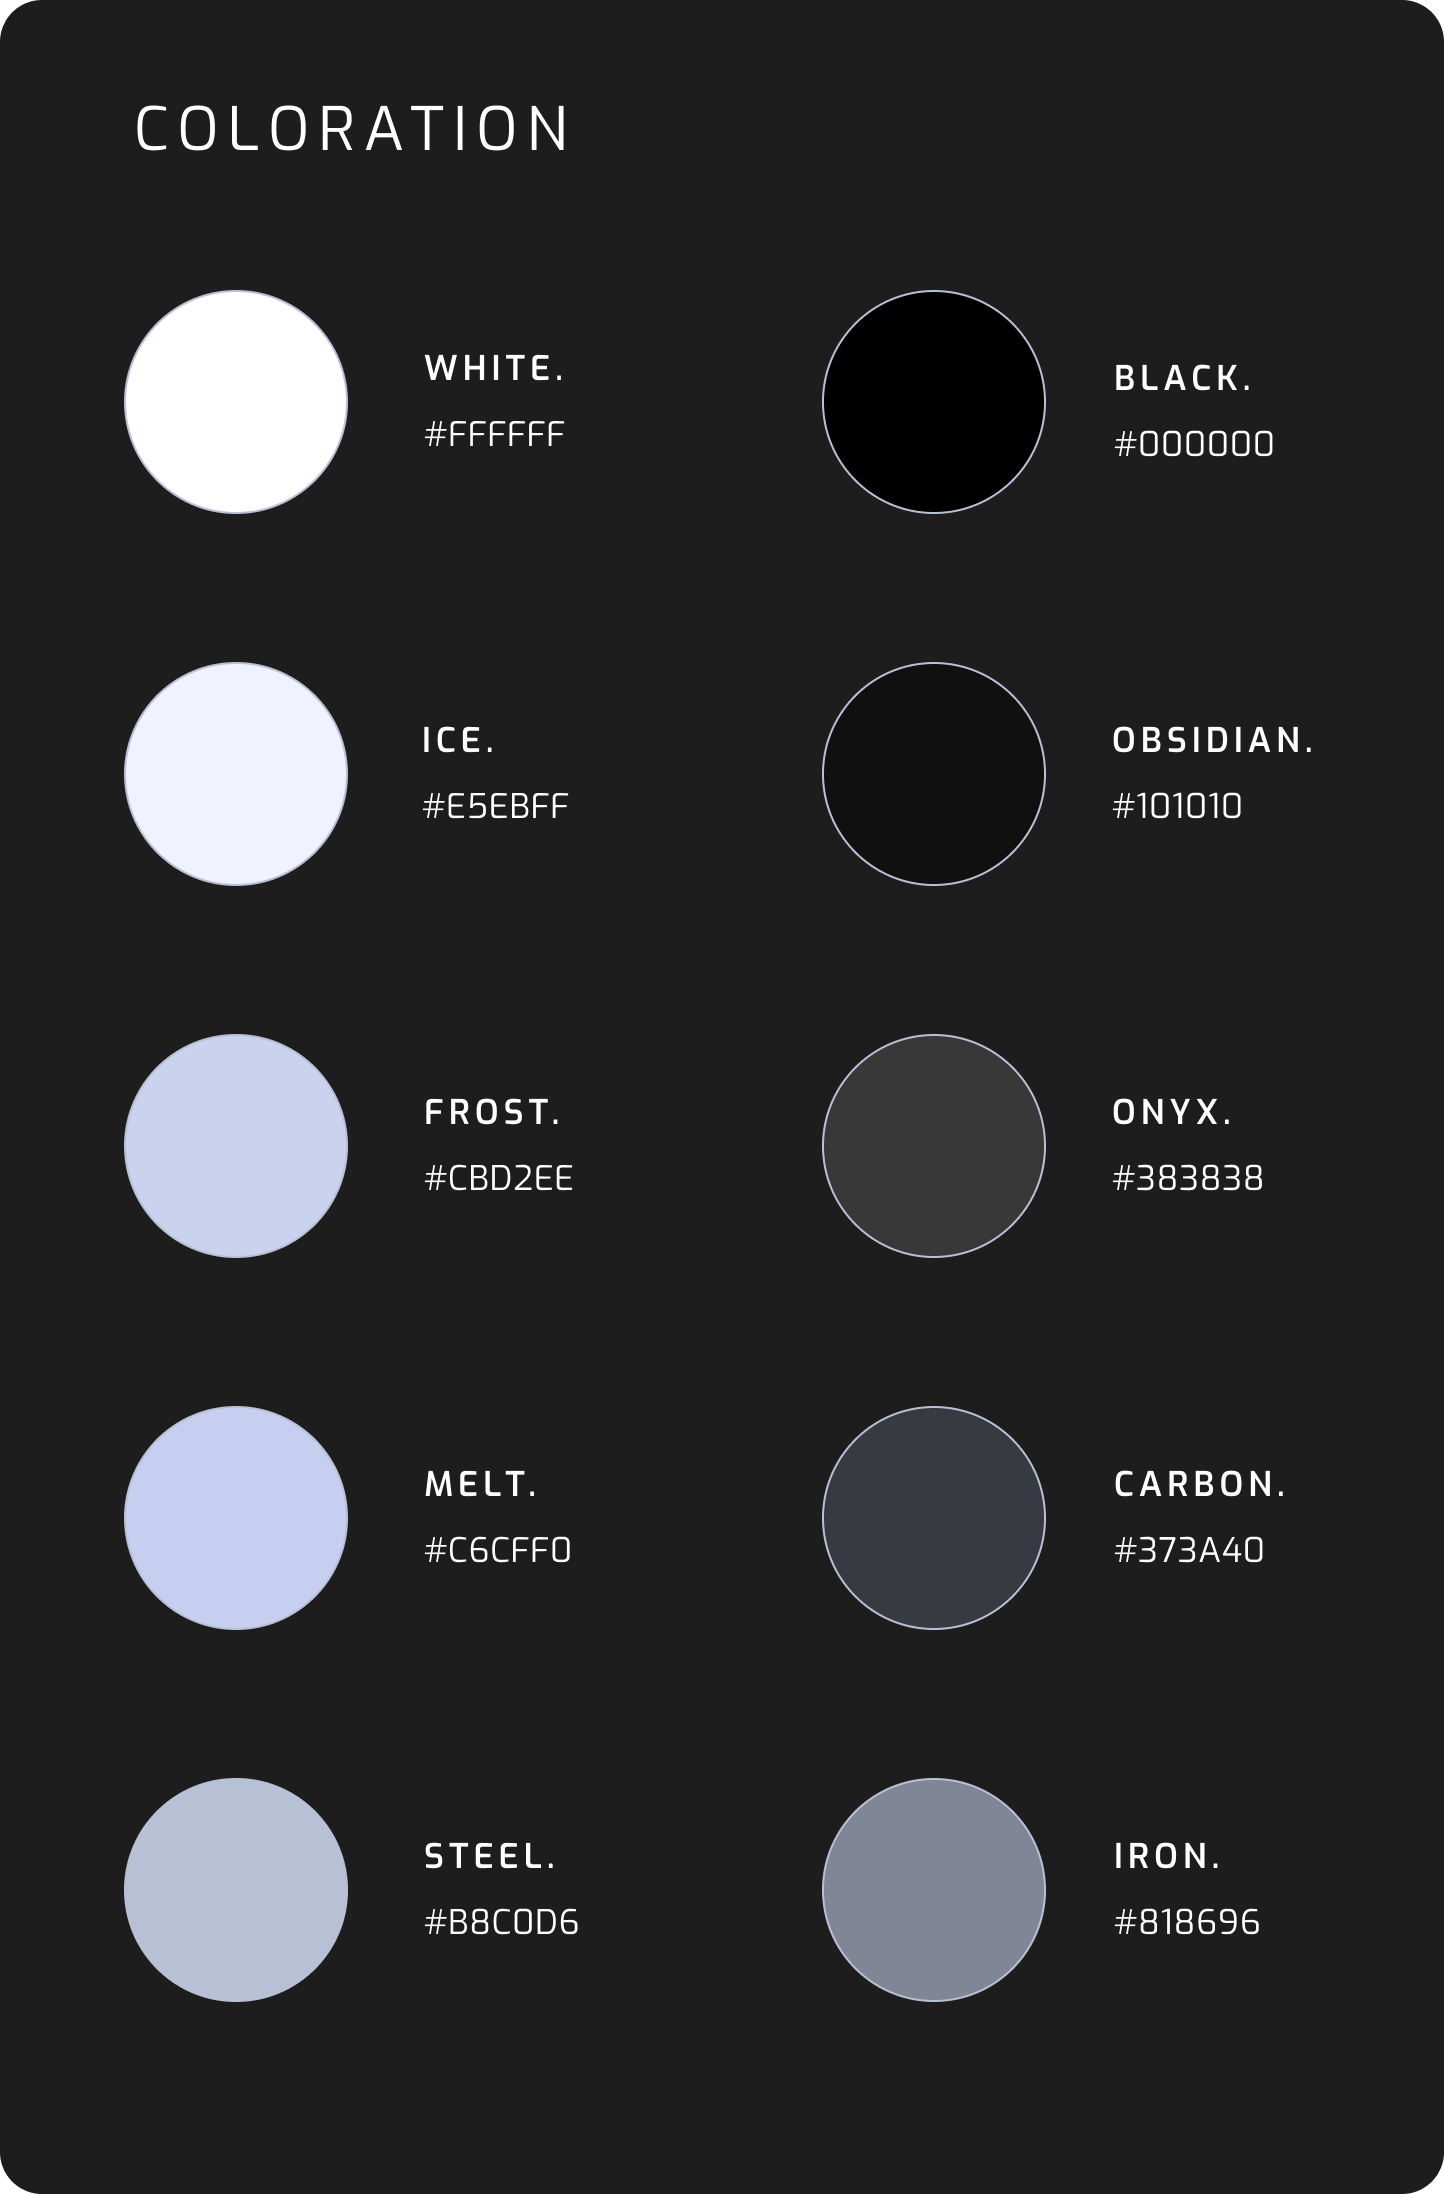 COLORATION
WHITE.
#FFFFFF
BLACK.
#000000
ICE.
#E5EBFF
OBSIDIAN.
#101010
FROST.
#CBD2EE
ONYX.
#383838
MELT.
#C6CFF0
CARBON.
#373A40
STEEL.
#B8C0D6
IRON.
#818696